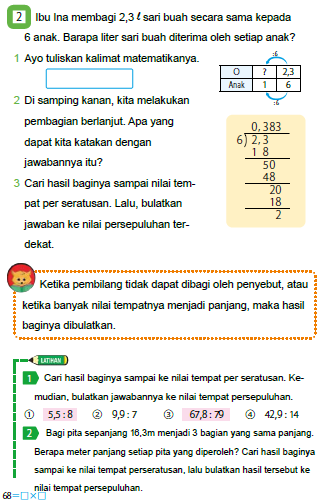 2 Ibu Ina membagi 2,3 ℓ sari buah secara sama kepada
6 anak. Barapa liter sari buah diterima oleh setiap anak?
1 Ayo tuliskan kalimat matematikanya.
:6
O ? 2,3
Anak 1 6
:6
2 Di samping kanan, kita melakukan
pembagian berlanjut. Apa yang
dapat kita katakan dengan
jawabannya itu?
0, 383
6) 2, 3
1 8
50
48
20
18
2
3 Cari hasil baginya sampai nilai tem-
pat per seratusan. Lalu, bulatkan
jawaban ke nilai persepuluhan ter-
dekat.
Ketika pembilang tidak dapat dibagi oleh penyebut, atau
ketika banyak nilai tempatnya menjadi panjang, maka hasil
baginya dibulatkan.
LATIHAN
1 Cari hasil baginya sampai ke nilai tempat per seratusan. Ke-
mudian, bulatkan jawabannya ke nilai tempat persepuluhan.
① 5,5 : 8 ② 9,9 : 7 ③ 67,8 : 79 ④ 42,9 : 14
2 Bagi pita sepanjang 16,3m menjadi 3 bagian yang sama panjang.
Berapa meter panjang setiap pita yang diperoleh? Cari hasil baginya
sampai ke nilai tempat perseratusan, lalu bulatkan hasil tersebut ke
nilai tempat persepuluhan.
68=□×□